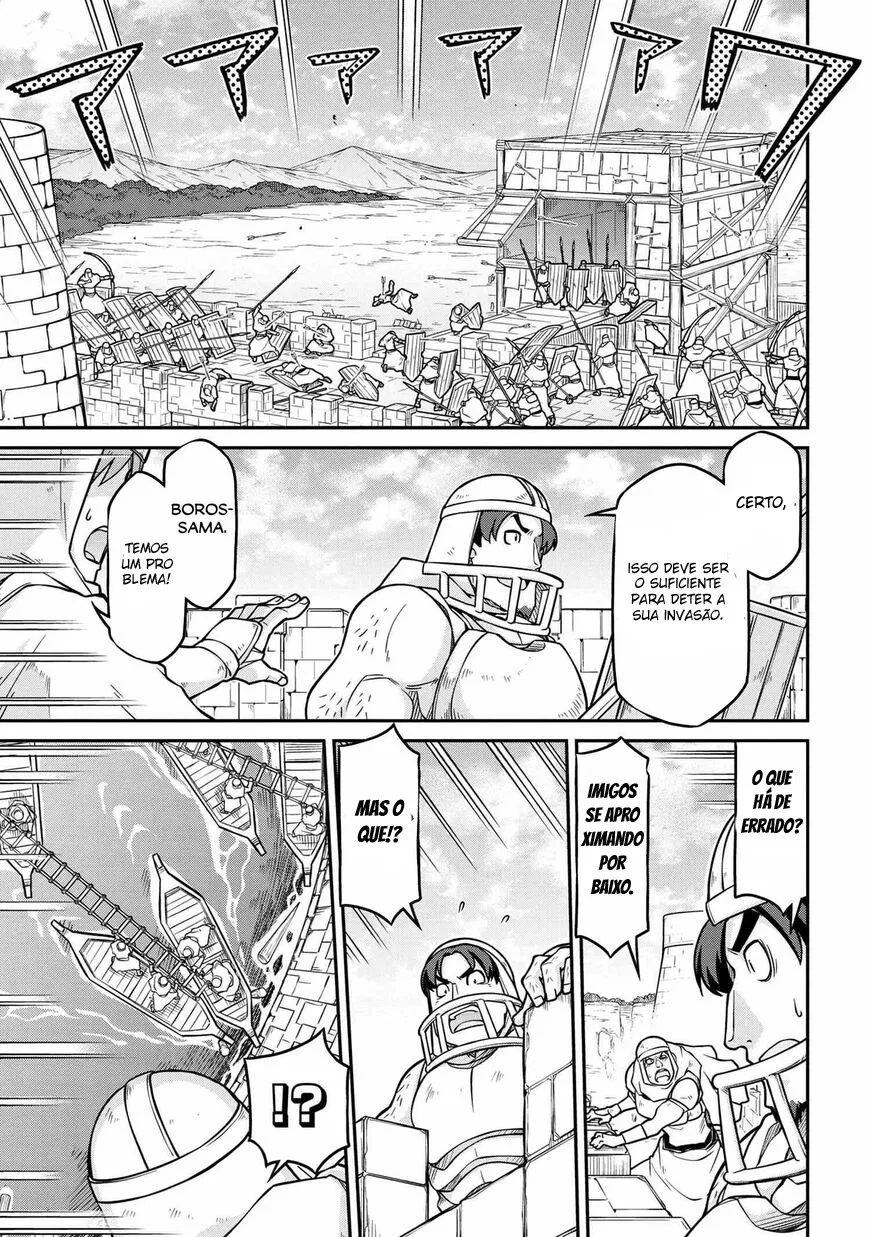 ワァァァァァァ
CERTO,
ISSO DEVE SER
O SUFICIENTE
PARA DETER A
SUA INVASÃO.
BOROS-
SAMA.
TEMOS
UM PRO
BLEMA!
O QUE
HÁ DE
ERRADO?
IMIGOS
SE APRO
XIMANDO
POR
BAIXO.
MAS O
QUE!?
!?